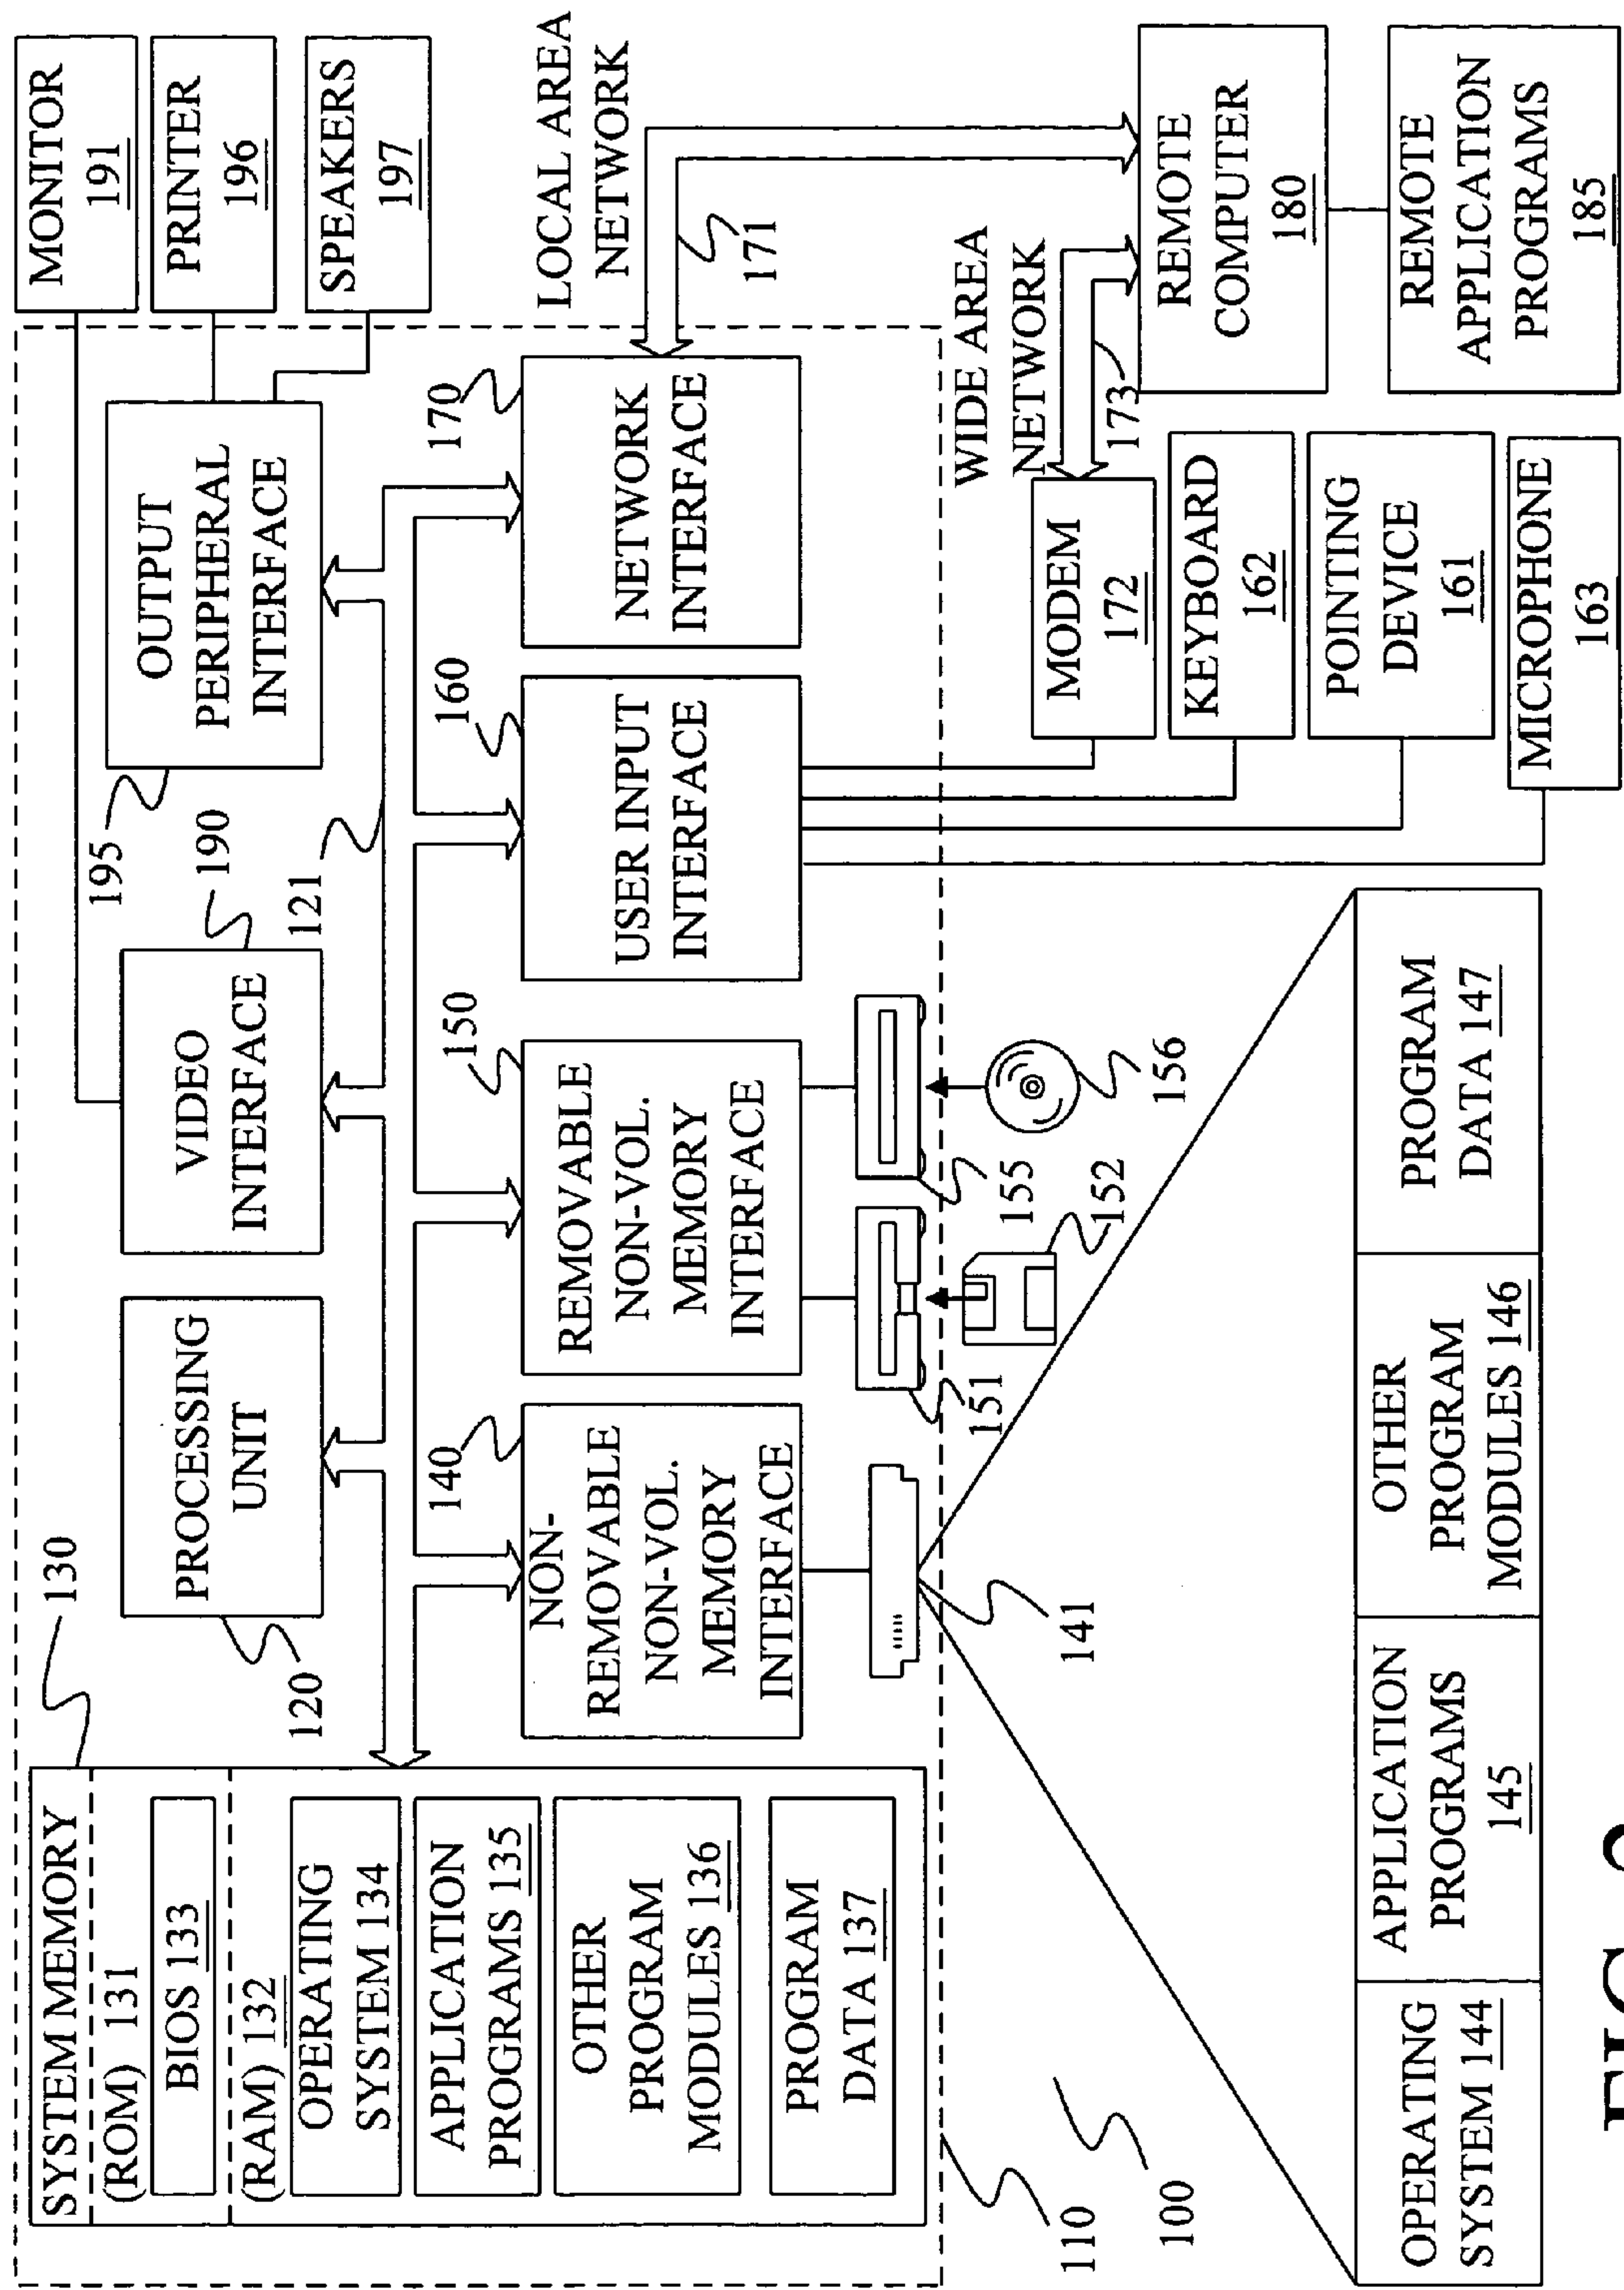 SYSTEM MEMORY
(ROM) 131
BIOS 133
(RAM) 132
OPERATING
SYSTEM 134
APPLICATION
PROGRAMS 135
OTHER
PROGRAM
MODULES 136
PROGRAM
DATA 137
130
120
PROCESSING
UNIT
VIDEO
INTERFACE
190
121
195
OUTPUT
PERIPHERAL
INTERFACE
MONITOR
191
PRINTER
196
SPEAKERS
197
140
NON-
REMOVABLE
NON-VOL.
MEMORY
INTERFACE
150
REMOVABLE
NON-VOL.
MEMORY
INTERFACE
160
USER INPUT
INTERFACE
170
NETWORK
INTERFACE
LOCAL AREA
NETWORK
171
141
151
152
155
156
WIDE AREA
NETWORK
173
MODEM
172
KEYBOARD
162
POINTING
DEVICE
161
MICROPHONE
163
REMOTE
COMPUTER
180
REMOTE
APPLICATION
PROGRAMS
185
110
100
OPERATING
SYSTEM 144
APPLICATION
PROGRAMS
145
OTHER
PROGRAM
MODULES 146
PROGRAM
DATA 147